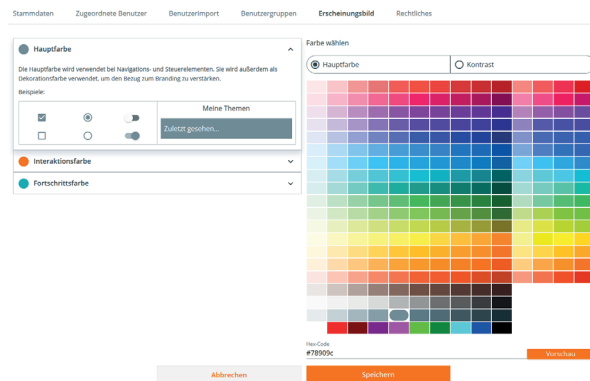 Stammdaten Zugeordnete Benutzer Benutzerimport Benutzergruppen Erscheinungsbild Rechtliches
Hauptfarbe
Die Hauptfarbe wird verwendet bei Navigations- und Steuerelementen. Sie wird außerdem als
Dekorationsfarbe verwendet, um den Bezug zum Branding zu verstärken.
Beispiele:
Meine Themen
Zuletzt gesehen...
Interaktionsfarbe
Fortschrittsfarbe
Farbe wählen
Hauptfarbe Kontrast
Hex-Code
#78909c
Vorschau
Abbrechen Speichern